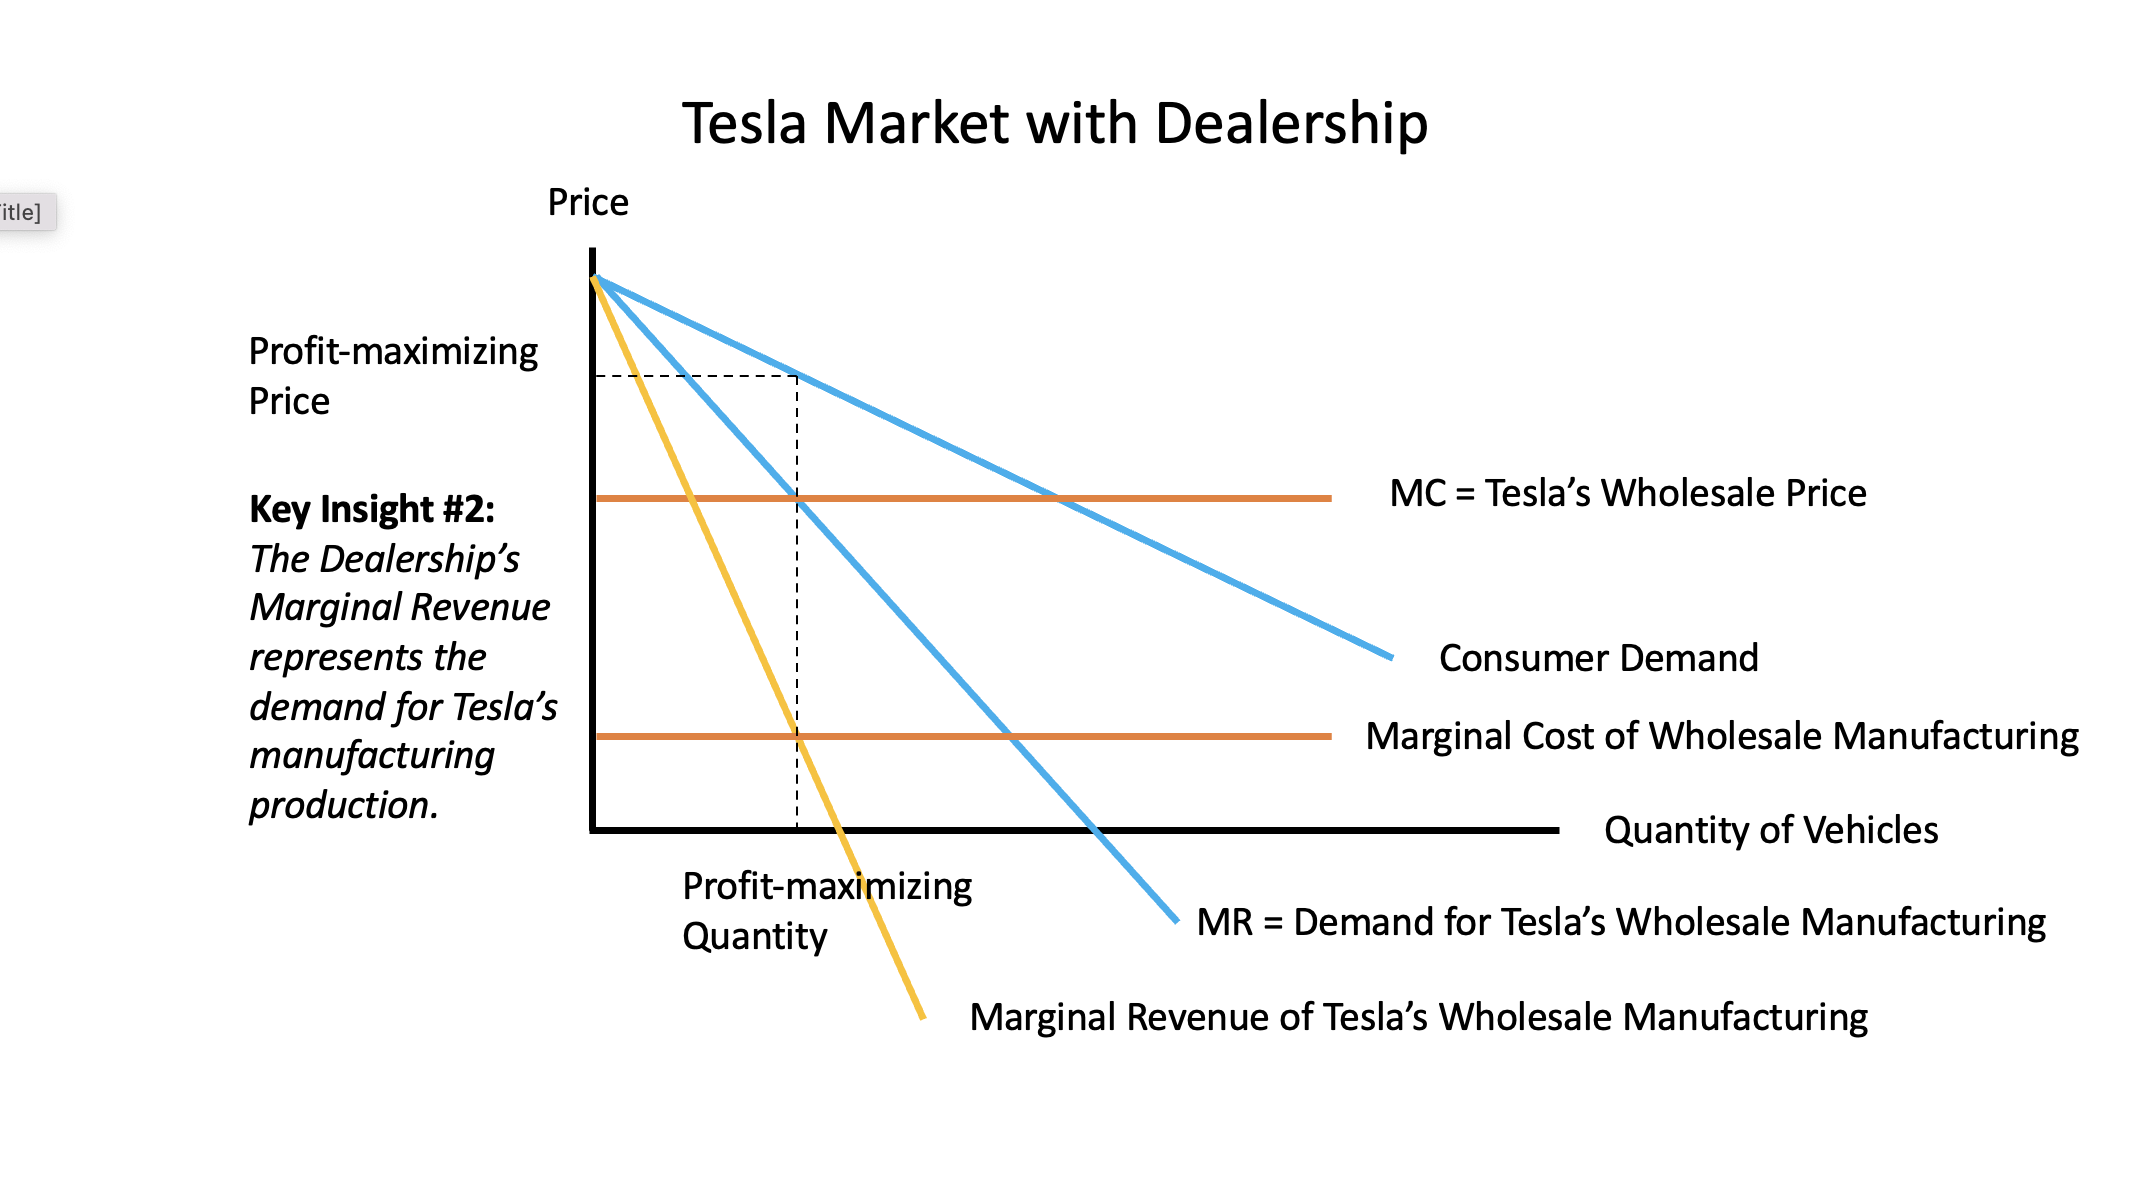 Tesla Market with Dealership
Price
itle]
Profit-maximizing
Price
Key Insight #2:
The Dealership’s
Marginal Revenue
represents the
demand for Tesla’s
manufacturing
production.
MC = Tesla’s Wholesale Price
Consumer Demand
Marginal Cost of Wholesale Manufacturing
Quantity of Vehicles
Profit-maximizing
Quantity
MR = Demand for Tesla’s Wholesale Manufacturing
Marginal Revenue of Tesla’s Wholesale Manufacturing